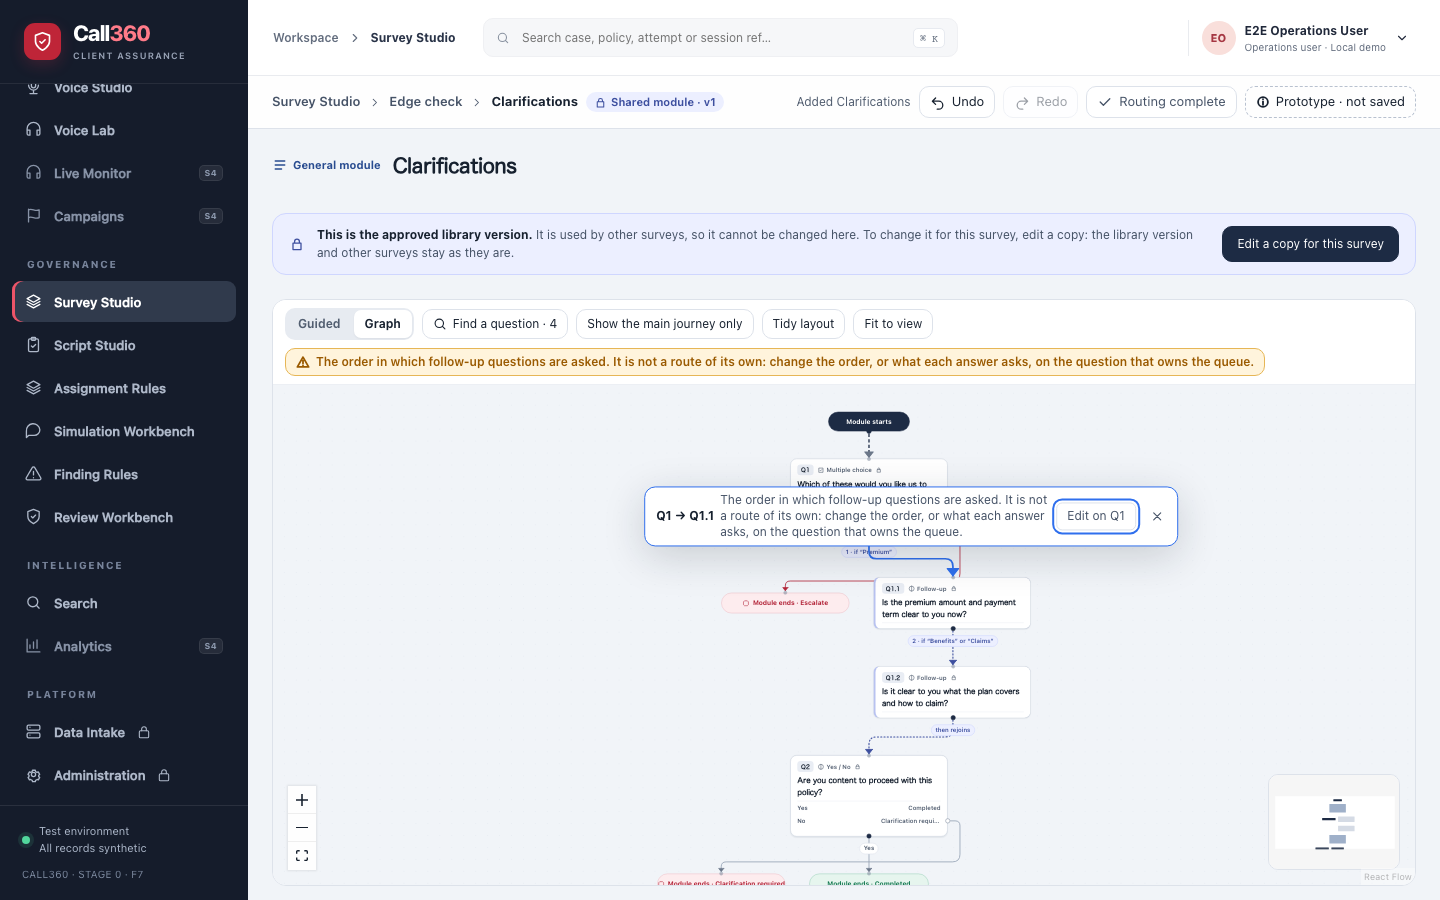 Call360
CLIENT ASSURANCE
Voice Studio
Voice Lab
Live Monitor S4
Campaigns S4
GOVERNANCE
Survey Studio
Script Studio
Assignment Rules
Simulation Workbench
Finding Rules
Review Workbench
INTELLIGENCE
Search
Analytics S4
PLATFORM
Data Intake
Administration
Test environment
All records synthetic
CALL360 · STAGE 0 · F7
Workspace > Survey Studio
Search case, policy, attempt or session ref...
⌘ K
EO
E2E Operations User
Operations user · Local demo
Survey Studio > Edge check > Clarifications
Shared module · v1
Added Clarifications
Undo
Redo
Routing complete
Prototype · not saved
General module
Clarifications
This is the approved library version. It is used by other surveys, so it cannot be changed here. To change it for this survey, edit a copy: the library version
and other surveys stay as they are.
Edit a copy for this survey
Guided
Graph
Find a question · 4
Show the main journey only
Tidy layout
Fit to view
The order in which follow-up questions are asked. It is not a route of its own: change the order, or what each answer asks, on the question that owns the queue.
Module starts
Q1 Multiple choice
Which of these would you like us to
Q1 → Q1.1
The order in which follow-up questions are asked. It is not
a route of its own: change the order, or what each answer
asks, on the question that owns the queue.
Edit on Q1
1 · if "Premium"
Module ends · Escalate
Q1.1 Follow-up
Is the premium amount and payment
term clear to you now?
2 · if "Benefits" or "Claims"
Q1.2 Follow-up
Is it clear to you what the plan covers
and how to claim?
then rejoins
Q2 Yes / No
Are you content to proceed with this
policy?
Yes Completed
No Clarification requi...
Yes
Module ends · Clarification required
Module ends · Completed
React Flow